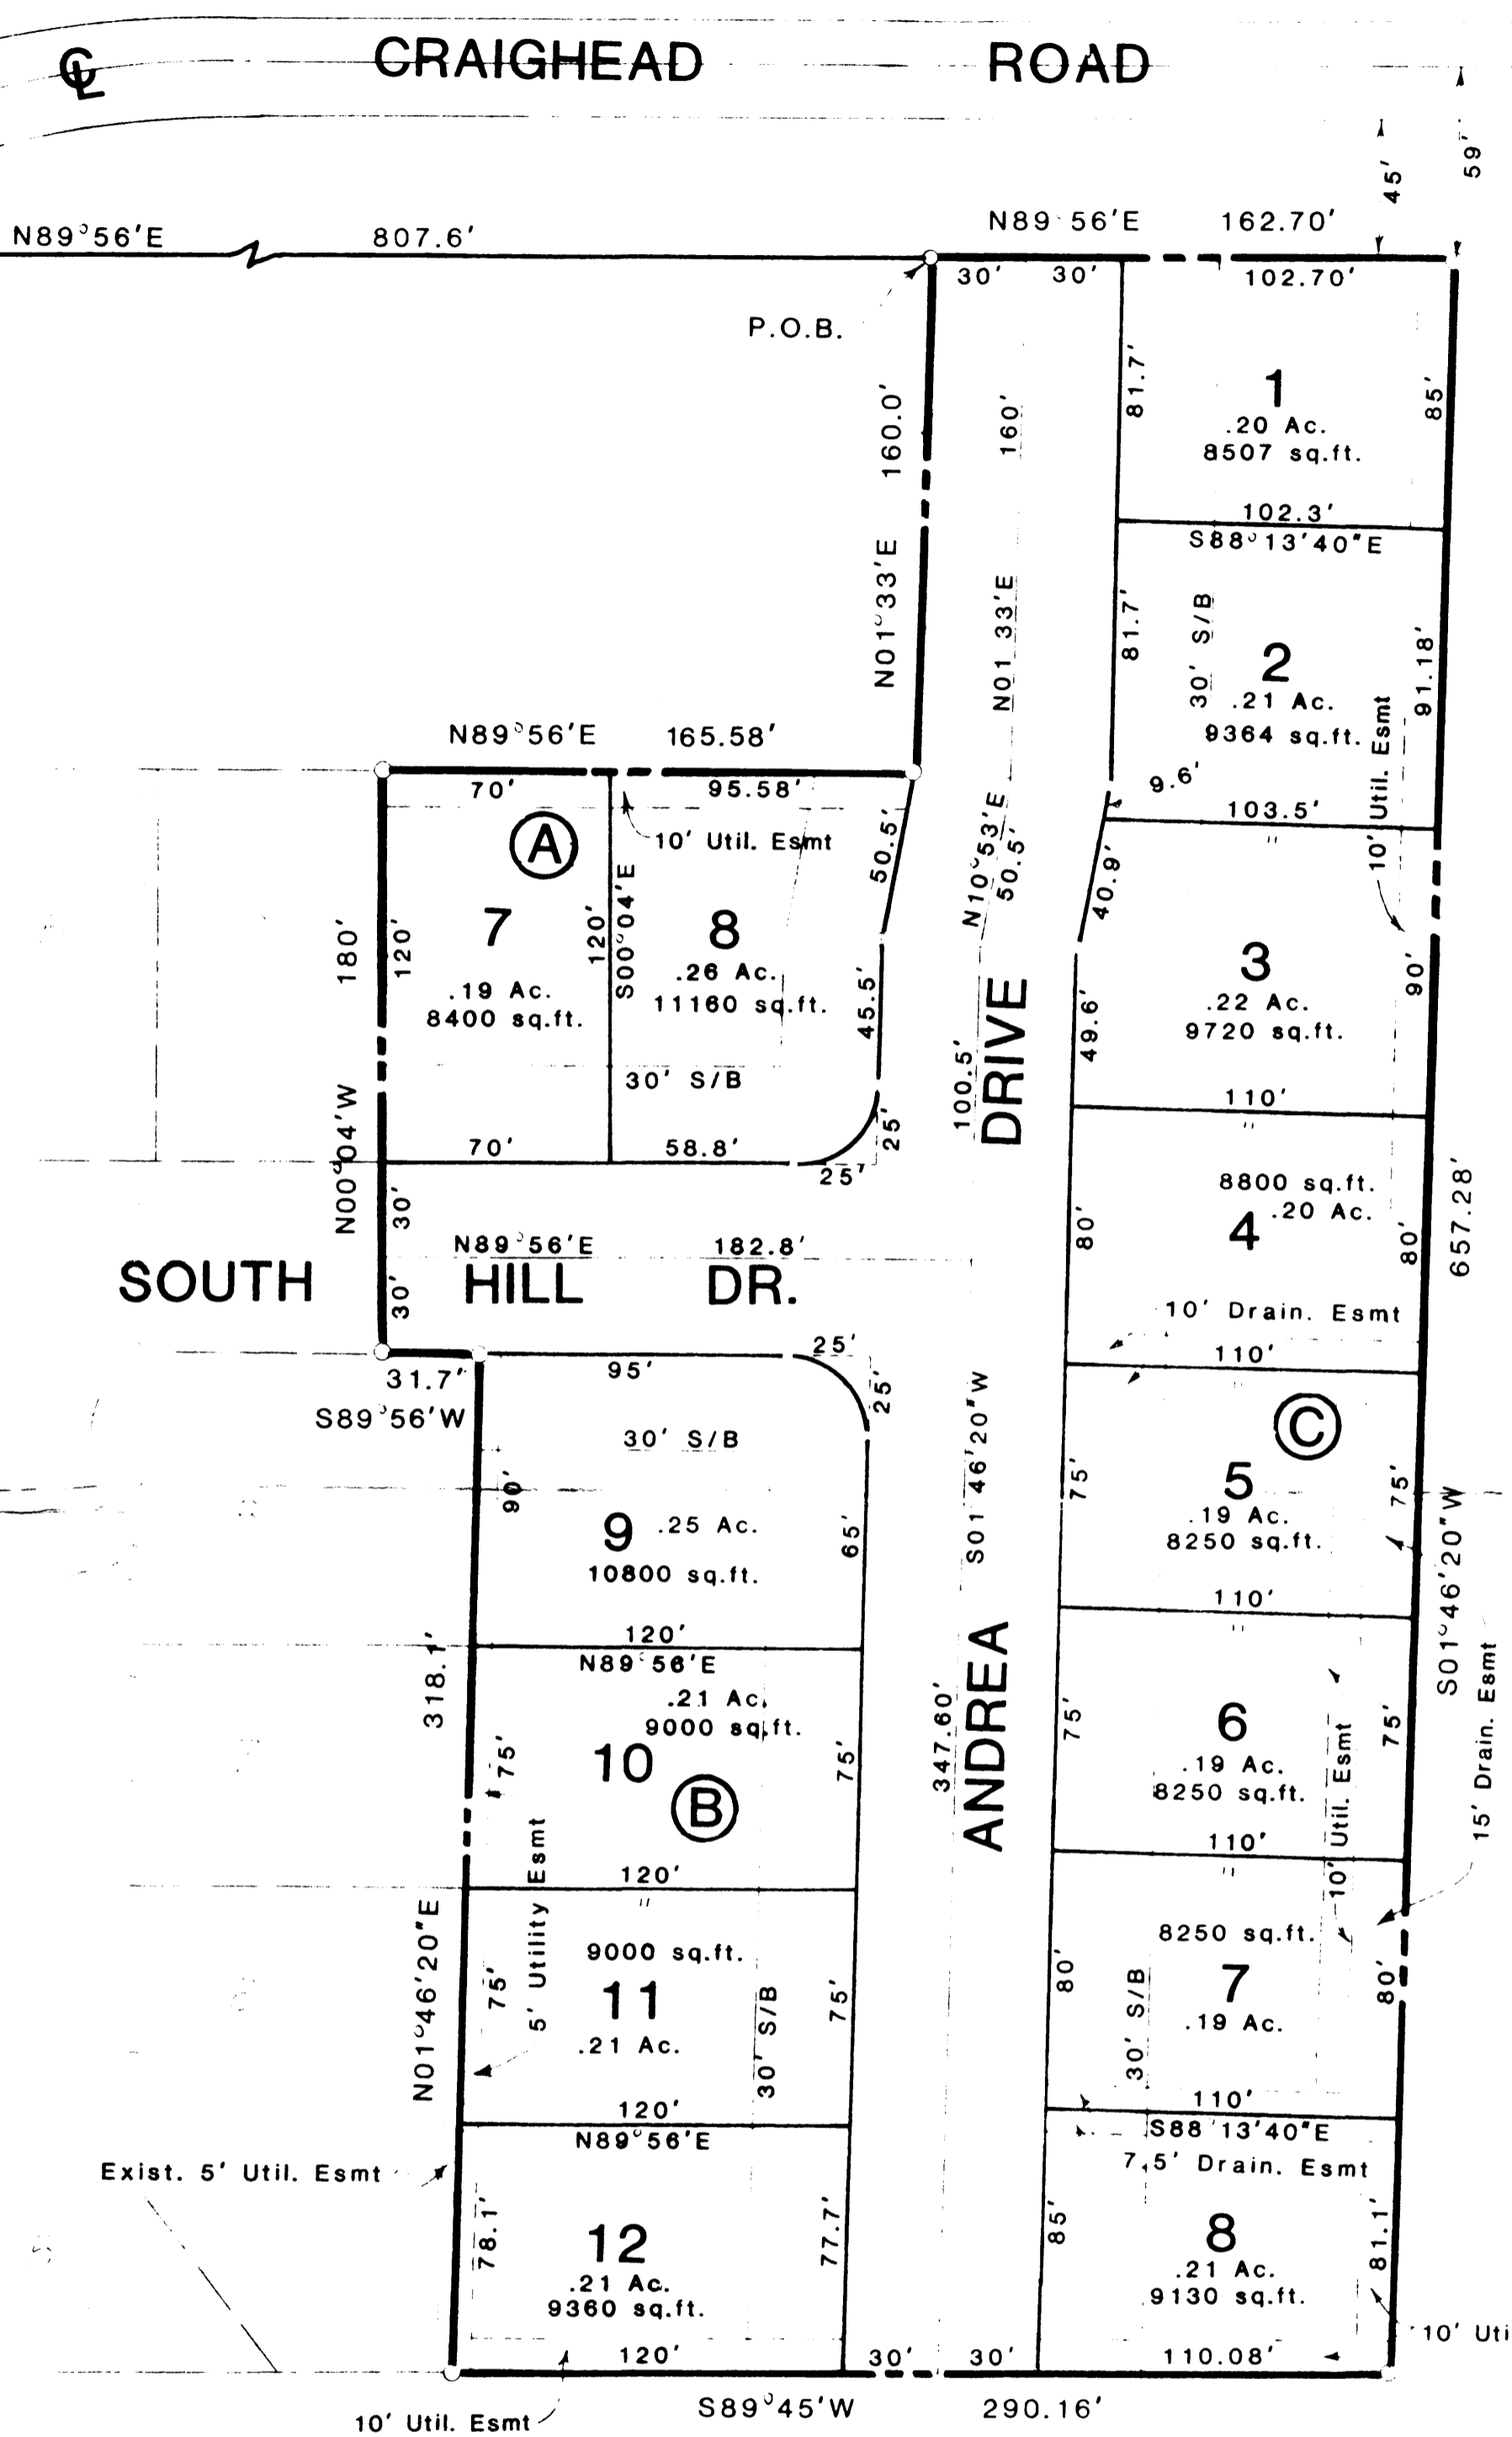 ℄ CRAIGHEAD ROAD
45'
59'
N89°56'E 807.6'
N89 56'E 162.70'
30' 30' 102.70'
P.O.B.
160.0'
N01°33'E
160'
N01 33'E
81.7'
1
.20 Ac.
8507 sq.ft.
85'
102.3'
S88°13'40"E
81.7'
30' S/B
2
.21 Ac.
9364 sq.ft.
91.18'
10' Util. Esmt
9.6'
103.5'
"
N89°56'E 165.58'
70' 95.58'
A
10' Util. Esmt
50.5'
N10°53'E
50.5'
40.9'
180'
120'
7
.19 Ac.
8400 sq.ft.
120'
S00°04'E
8
.26 Ac.
11160 sq.ft.
45.5'
30' S/B
N00°04'W
70' 58.8'
25'
25'
100.5'
DRIVE
49.6'
3
.22 Ac.
9720 sq.ft.
90'
110'
"
8800 sq.ft.
4 .20 Ac.
80'
80'
657.28'
10' Drain. Esmt
110'
"
30'
N89°56'E 182.8'
SOUTH HILL DR.
30'
31.7'
S89°56'W
95'
25'
25'
30' S/B
90'
9 .25 Ac.
10800 sq.ft.
65'
120'
N89°56'E
S01 46'20"W
C
75'
5
.19 Ac.
8250 sq.ft.
75'
110'
"
S01°46'20"W
318.1'
.21 Ac.
9000 sq.ft.
10
75'
75'
B
120'
"
347.60'
ANDREA
75'
6
.19 Ac.
8250 sq.ft.
75'
10' Util. Esmt
15' Drain. Esmt
110'
"
N01°46'20"E
5' Utility Esmt
9000 sq.ft.
11
.21 Ac.
75'
75'
30' S/B
120'
N89°56'E
8250 sq.ft.
7
.19 Ac.
80'
80'
30' S/B
110'
S88 13'40"E
7.5' Drain. Esmt
Exist. 5' Util. Esmt
78.1'
12
.21 Ac.
9360 sq.ft.
77.7'
85'
8
.21 Ac.
9130 sq.ft.
81.1'
10' Uti
120' 30' 30' 110.08'
S89°45'W 290.16'
10' Util. Esmt